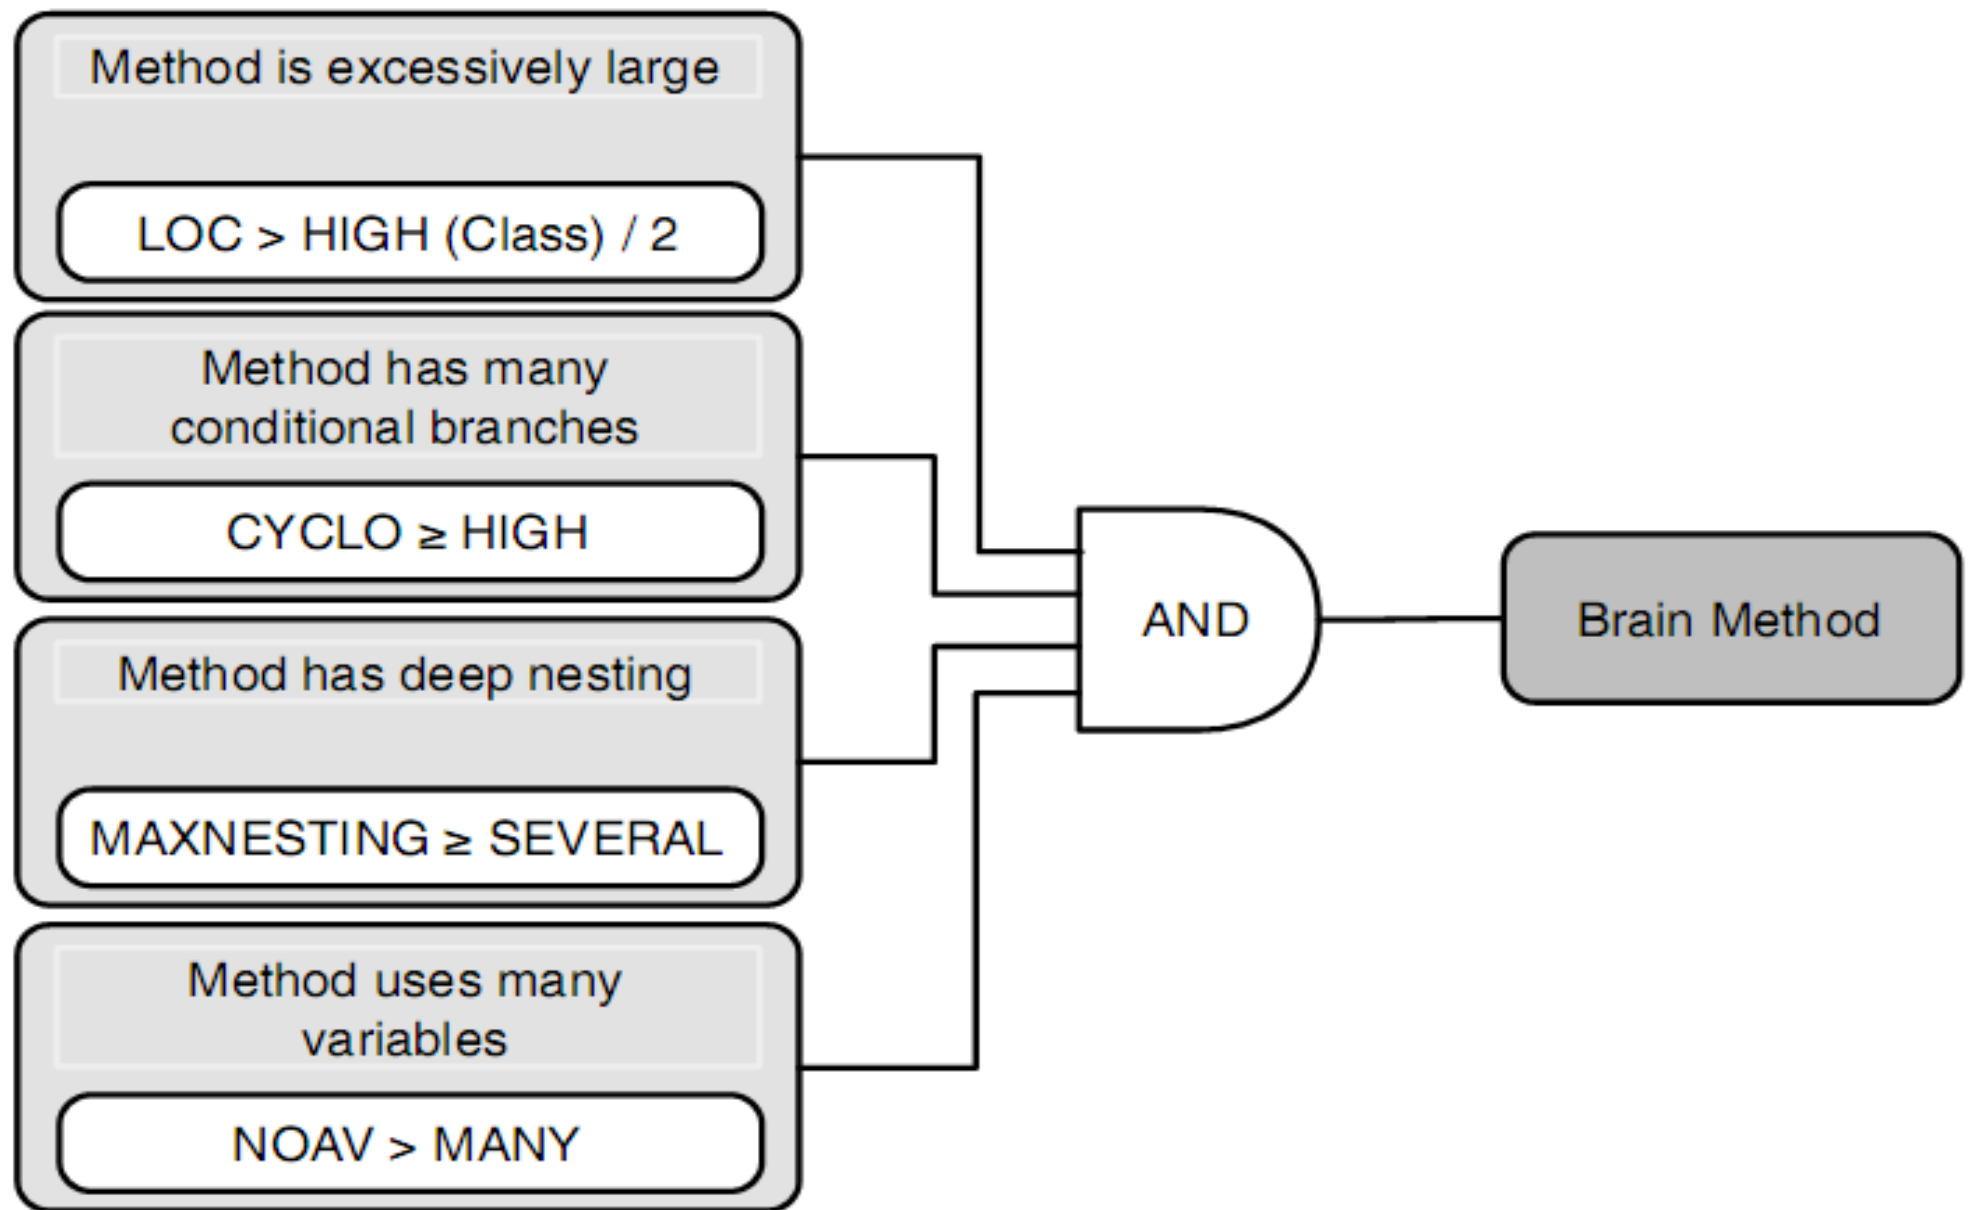 Method is excessively large
LOC > HIGH (Class) / 2
Method has many
conditional branches
CYCLO ≥ HIGH
Method has deep nesting
MAXNESTING ≥ SEVERAL
Method uses many
variables
NOAV > MANY
AND
Brain Method